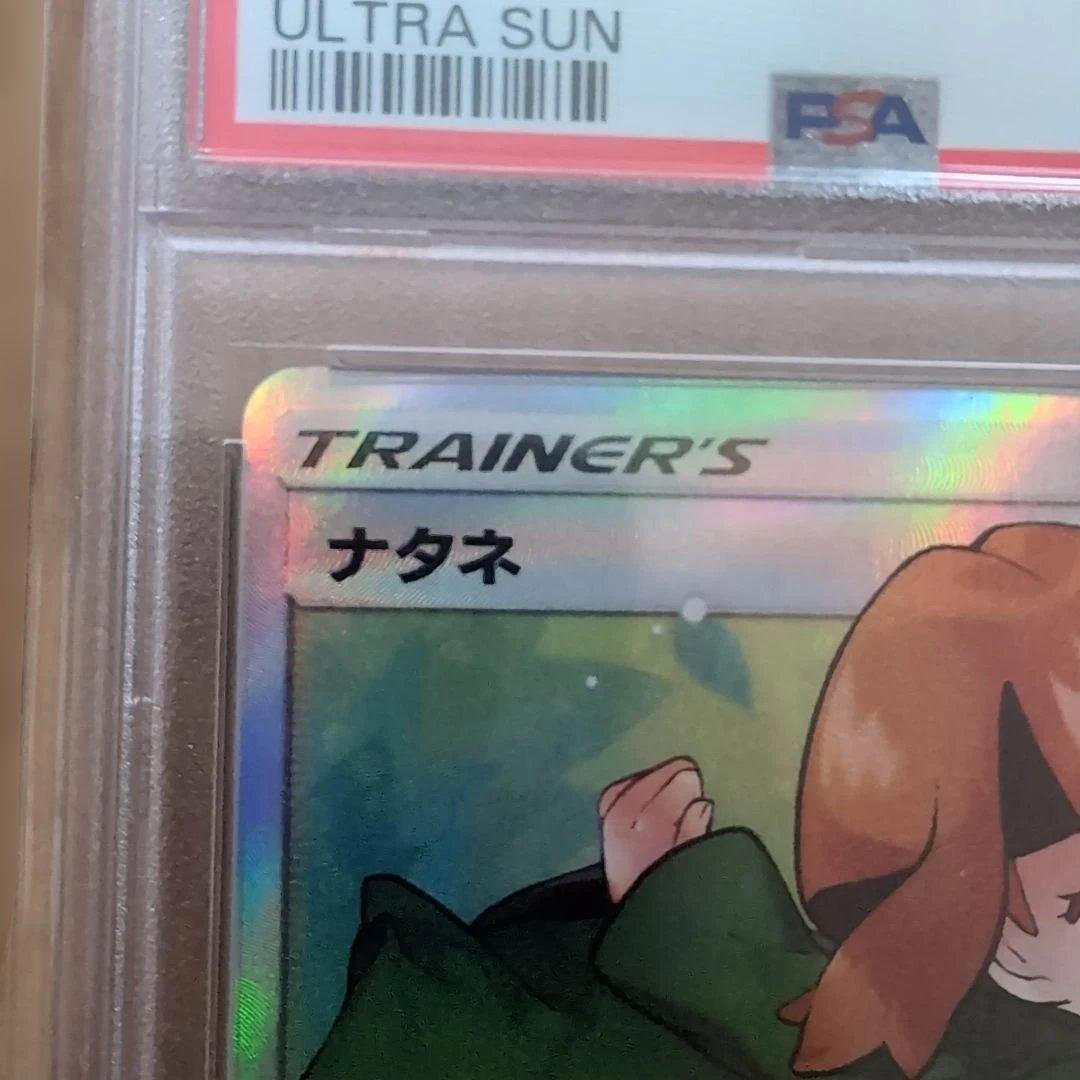 ULTRA SUN
PSA
TRAINER'S
ナタネ